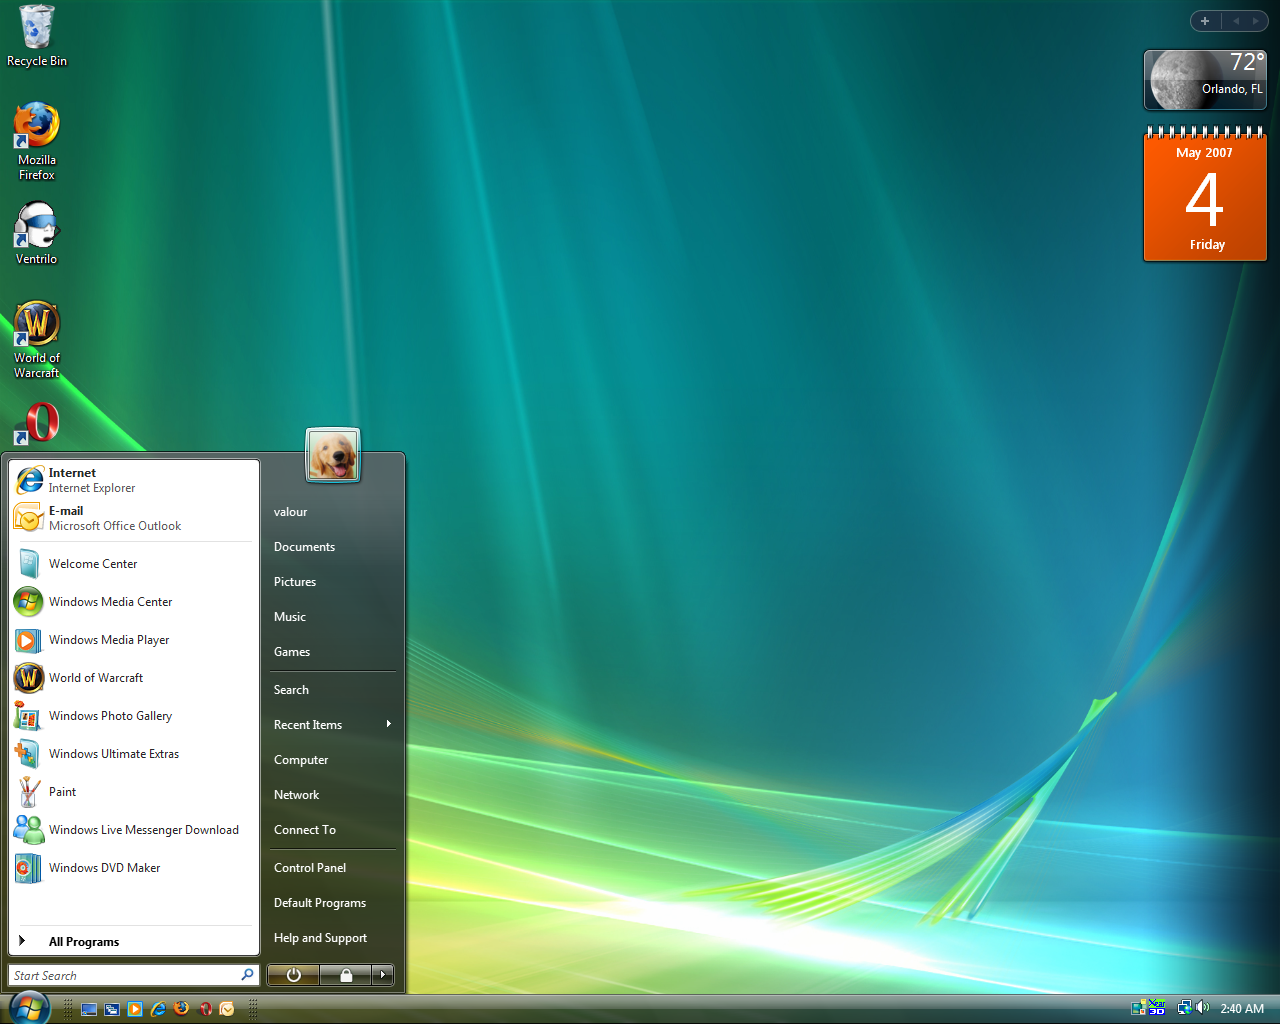 Recycle Bin
Mozilla
Firefox
Ventrilo
World of
Warcraft
72°
Orlando, FL
May 2007
4
Friday
Internet
Internet Explorer
E-mail
Microsoft Office Outlook
Welcome Center
Windows Media Center
Windows Media Player
World of Warcraft
Windows Photo Gallery
Windows Ultimate Extras
Paint
Windows Live Messenger Download
Windows DVD Maker
All Programs
Start Search
valour
Documents
Pictures
Music
Games
Search
Recent Items
Computer
Network
Connect To
Control Panel
Default Programs
Help and Support
2:40 AM